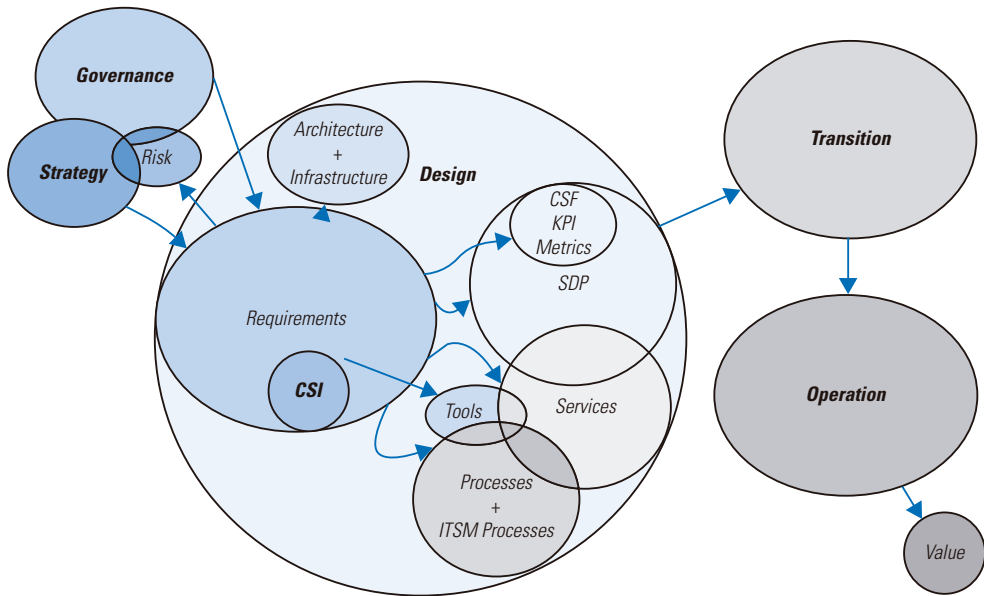 Governance
Strategy
Risk
Architecture
+
Infrastructure
Design
CSF
KPI
Metrics
SDP
Requirements
CSI
Tools
Services
Processes
+
ITSM Processes
Transition
Operation
Value